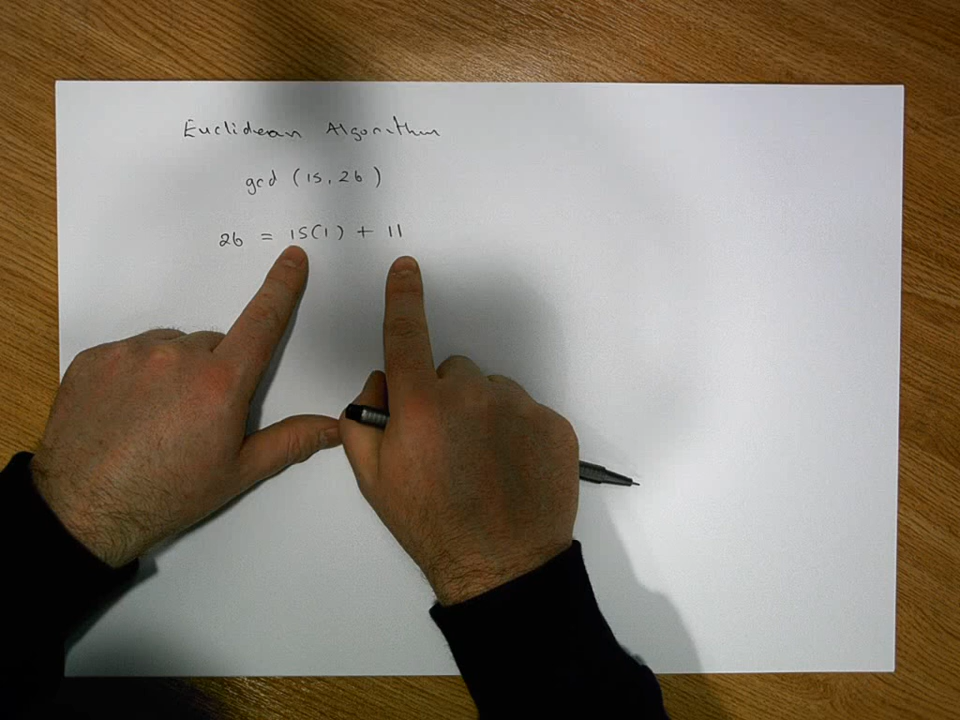 Euclidean Algorithm
gcd (15, 26)
26 = 15(1) + 11